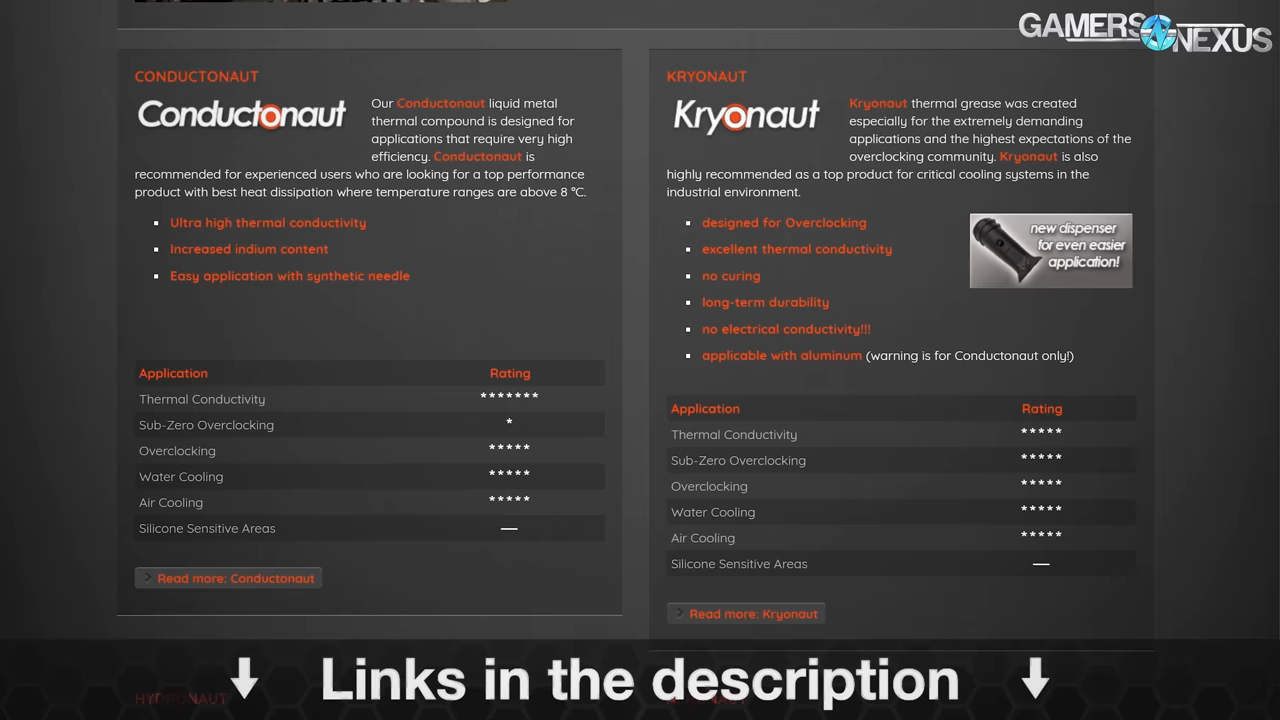 GAMERS NEXUS
CONDUCTONAUT
Conductonaut
Our Conductonaut liquid metal
thermal compound is designed for
applications that require very high
efficiency. Conductonaut is
recommended for experienced users who are looking for a top performance
product with best heat dissipation where temperature ranges are above 8 °C.
▪ Ultra high thermal conductivity
▪ Increased indium content
▪ Easy application with synthetic needle
Application Rating
Thermal Conductivity *******
Sub-Zero Overclocking *
Overclocking *****
Water Cooling *****
Air Cooling *****
Silicone Sensitive Areas —
Read more: Conductonaut
KRYONAUT
Kryonaut
Kryonaut thermal grease was created
especially for the extremely demanding
applications and the highest expectations of the
overclocking community. Kryonaut is also
highly recommended as a top product for critical cooling systems in the
industrial environment.
▪ designed for Overclocking
▪ excellent thermal conductivity
▪ no curing
▪ long-term durability
▪ no electrical conductivity!!!
▪ applicable with aluminum (warning is for Conductonaut only!)
new dispenser
for even easier
application!
Application Rating
Thermal Conductivity *****
Sub-Zero Overclocking *****
Overclocking *****
Water Cooling *****
Air Cooling *****
Silicone Sensitive Areas —
Read more: Kryonaut
HYDRONAUT
Links in the description